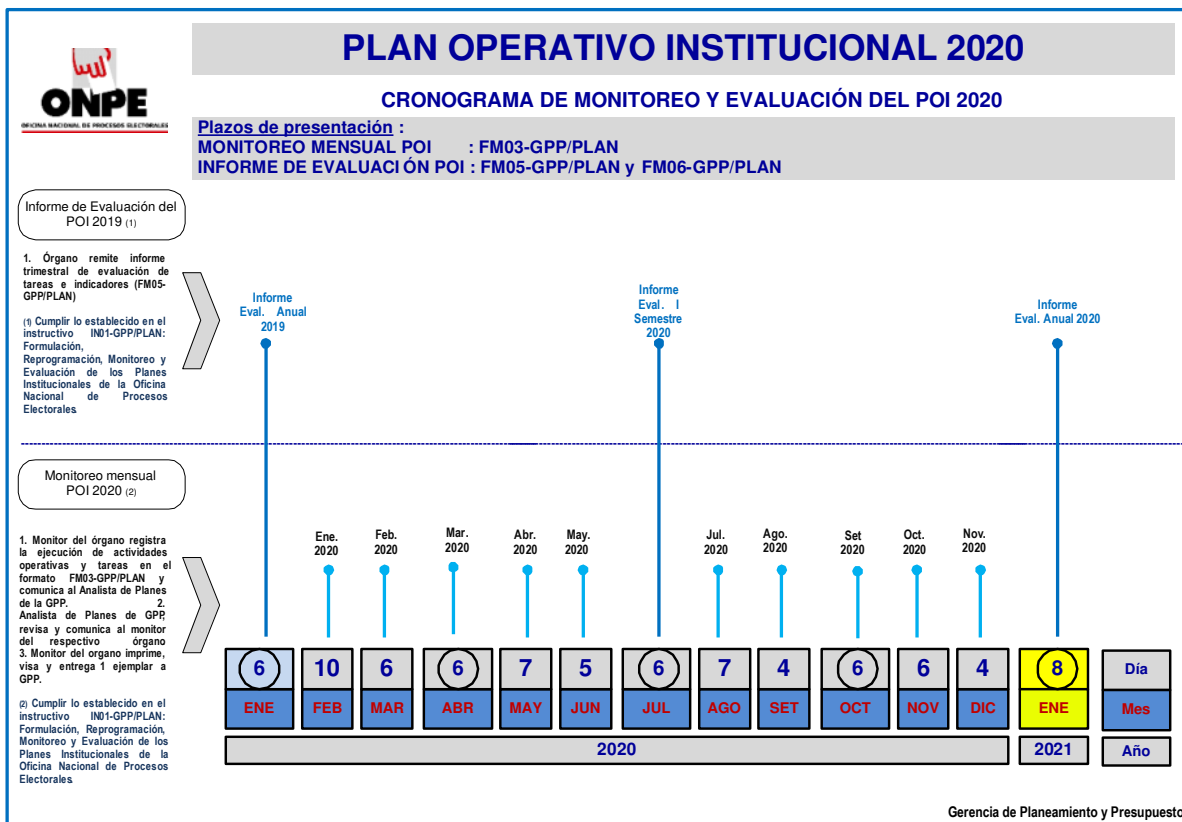 ONPE
OFICINA NACIONAL DE PROCESOS ELECTORALES
PLAN OPERATIVO INSTITUCIONAL 2020
CRONOGRAMA DE MONITOREO Y EVALUACIÓN DEL POI 2020
Plazos de presentación :
MONITOREO MENSUAL POI : FM03-GPP/PLAN
INFORME DE EVALUACIÓN POI : FM05-GPP/PLAN y FM06-GPP/PLAN
Informe de Evaluación del
POI 2019 (1)
1. Órgano remite informe
trimestral de evaluación de
tareas e indicadores (FM05-
GPP/PLAN)
(1) Cumplir lo establecido en el
instructivo IN01-GPP/PLAN:
Formulación,
Reprogramación, Monitoreo y
Evaluación de los Planes
Institucionales de la Oficina
Nacional de Procesos
Electorales.
Informe
Eval. Anual
2019
Informe
Eval. I
Semestre
2020
Informe
Eval. Anual 2020
Monitoreo mensual
POI 2020 (2)
1. Monitor del órgano registra
la ejecución de actividades
operativas y tareas en el
formato FM03-GPP/PLAN y
comunica al Analista de Planes
de la GPP. 2.
Analista de Planes de GPP,
revisa y comunica al monitor
del respectivo órgano
3. Monitor del organo imprime,
visa y entrega 1 ejemplar a
GPP.
(2) Cumplir lo establecido en el
instructivo IN01-GPP/PLAN:
Formulación, Reprogramación,
Monitoreo y Evaluación de los
Planes Institucionales de la
Oficina Nacional de Procesos
Electorales.
Ene.
2020
Feb.
2020
Mar.
2020
Abr.
2020
May.
2020
Jul.
2020
Ago.
2020
Set
2020
Oct.
2020
Nov.
2020
6 10 6 6 7 5 6 7 4 6 6 4 8 Día
ENE FEB MAR ABR MAY JUN JUL AGO SET OCT NOV DIC ENE Mes
2020 2021 Año
Gerencia de Planeamiento y Presupuesto